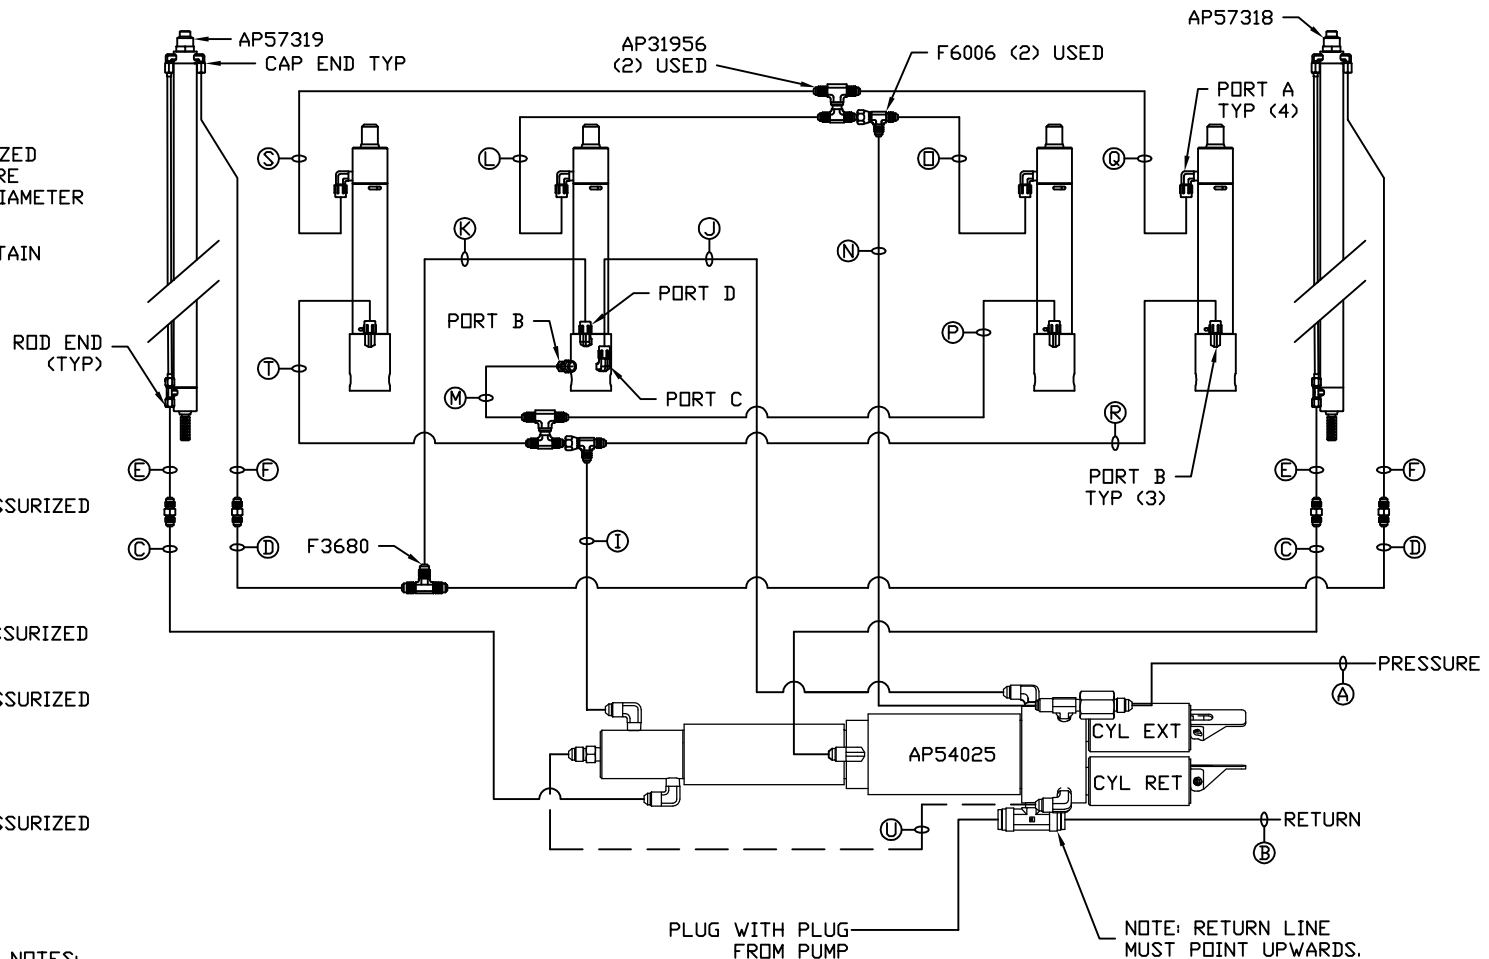 AP57319
CAP END TYP
AP31956
(2) USED
F6006 (2) USED
AP57318
PORT A
TYP (4)
ZED
RE
IAMETER
TAIN
S
L
O
Q
K
J
N
PORT D
PORT B
P
ROD END
(TYP)
T
M
PORT C
R
E
F
PORT B
TYP (3)
E
F
SSURIZED
C
D
F3680
I
C
D
SSURIZED
PRESSURE
A
SSURIZED
CYL EXT
AP54025
CYL RET
SSURIZED
U
RETURN
B
PLUG WITH PLUG
FROM PUMP
NOTE: RETURN LINE
MUST POINT UPWARDS.
NOTES: